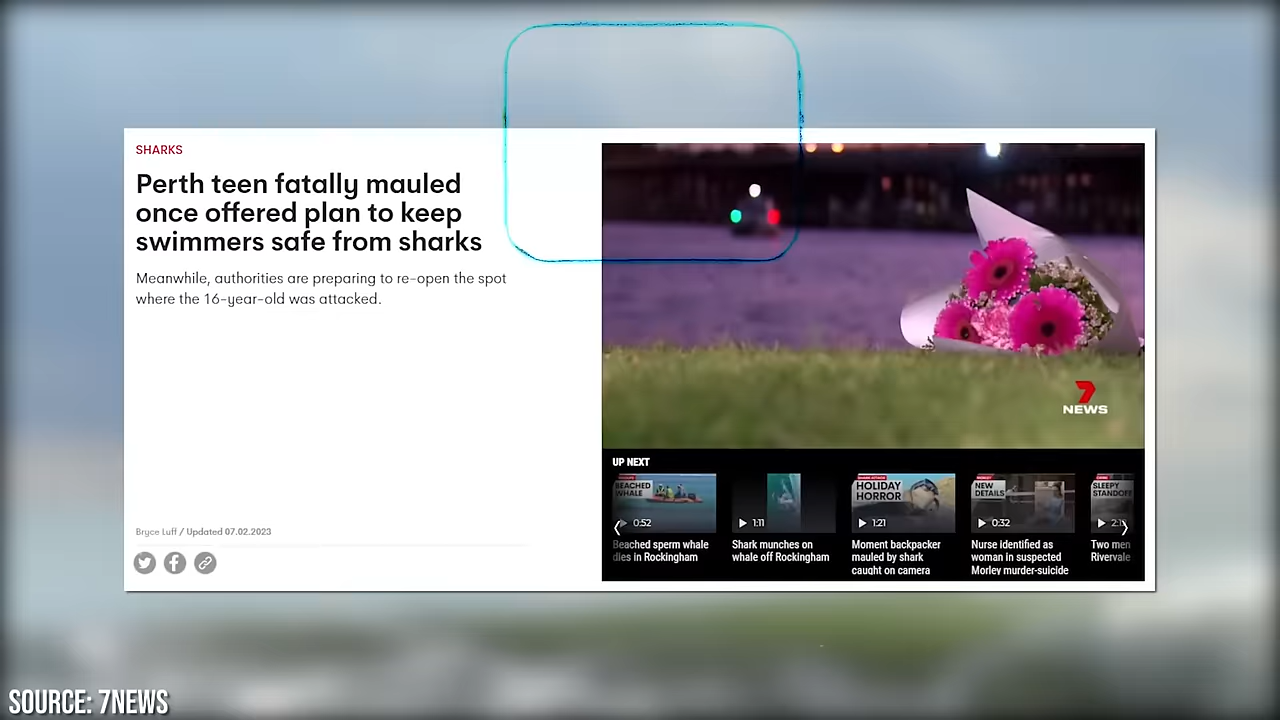 SHARKS
Perth teen fatally mauled
once offered plan to keep
swimmers safe from sharks
Meanwhile, authorities are preparing to re-open the spot
where the 16-year-old was attacked.
Bryce Luff / Updated 07.02.2023
7
NEWS
UP NEXT
BEACHED
WHALE
0:52
Beached sperm whale
dies in Rockingham
1:11
Shark munches on
whale off Rockingham
HOLIDAY
HORROR
1:21
Moment backpacker
mauled by shark
caught on camera
NEW
DETAILS
0:32
Nurse identified as
woman in suspected
Morley murder-suicide
SLEEPY
STANDOFF
Two men
Rivervale
SOURCE: 7NEWS